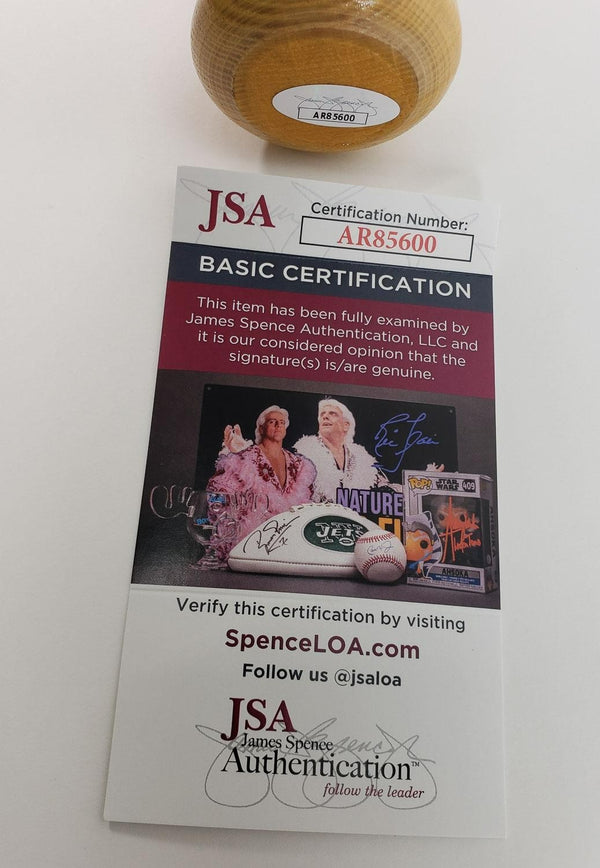 AR85600
JSA
Certification Number:
AR85600
BASIC CERTIFICATION
This item has been fully examined by
James Spence Authentication, LLC and
it is our considered opinion that the
signature(s) is/are genuine.
NATURE
JETS
POP!
STAR
WARS
409
AHSOKA
Verify this certification by visiting
SpenceLOA.com
Follow us @jsaloa
JSA
James Spence
Authentication™
follow the leader